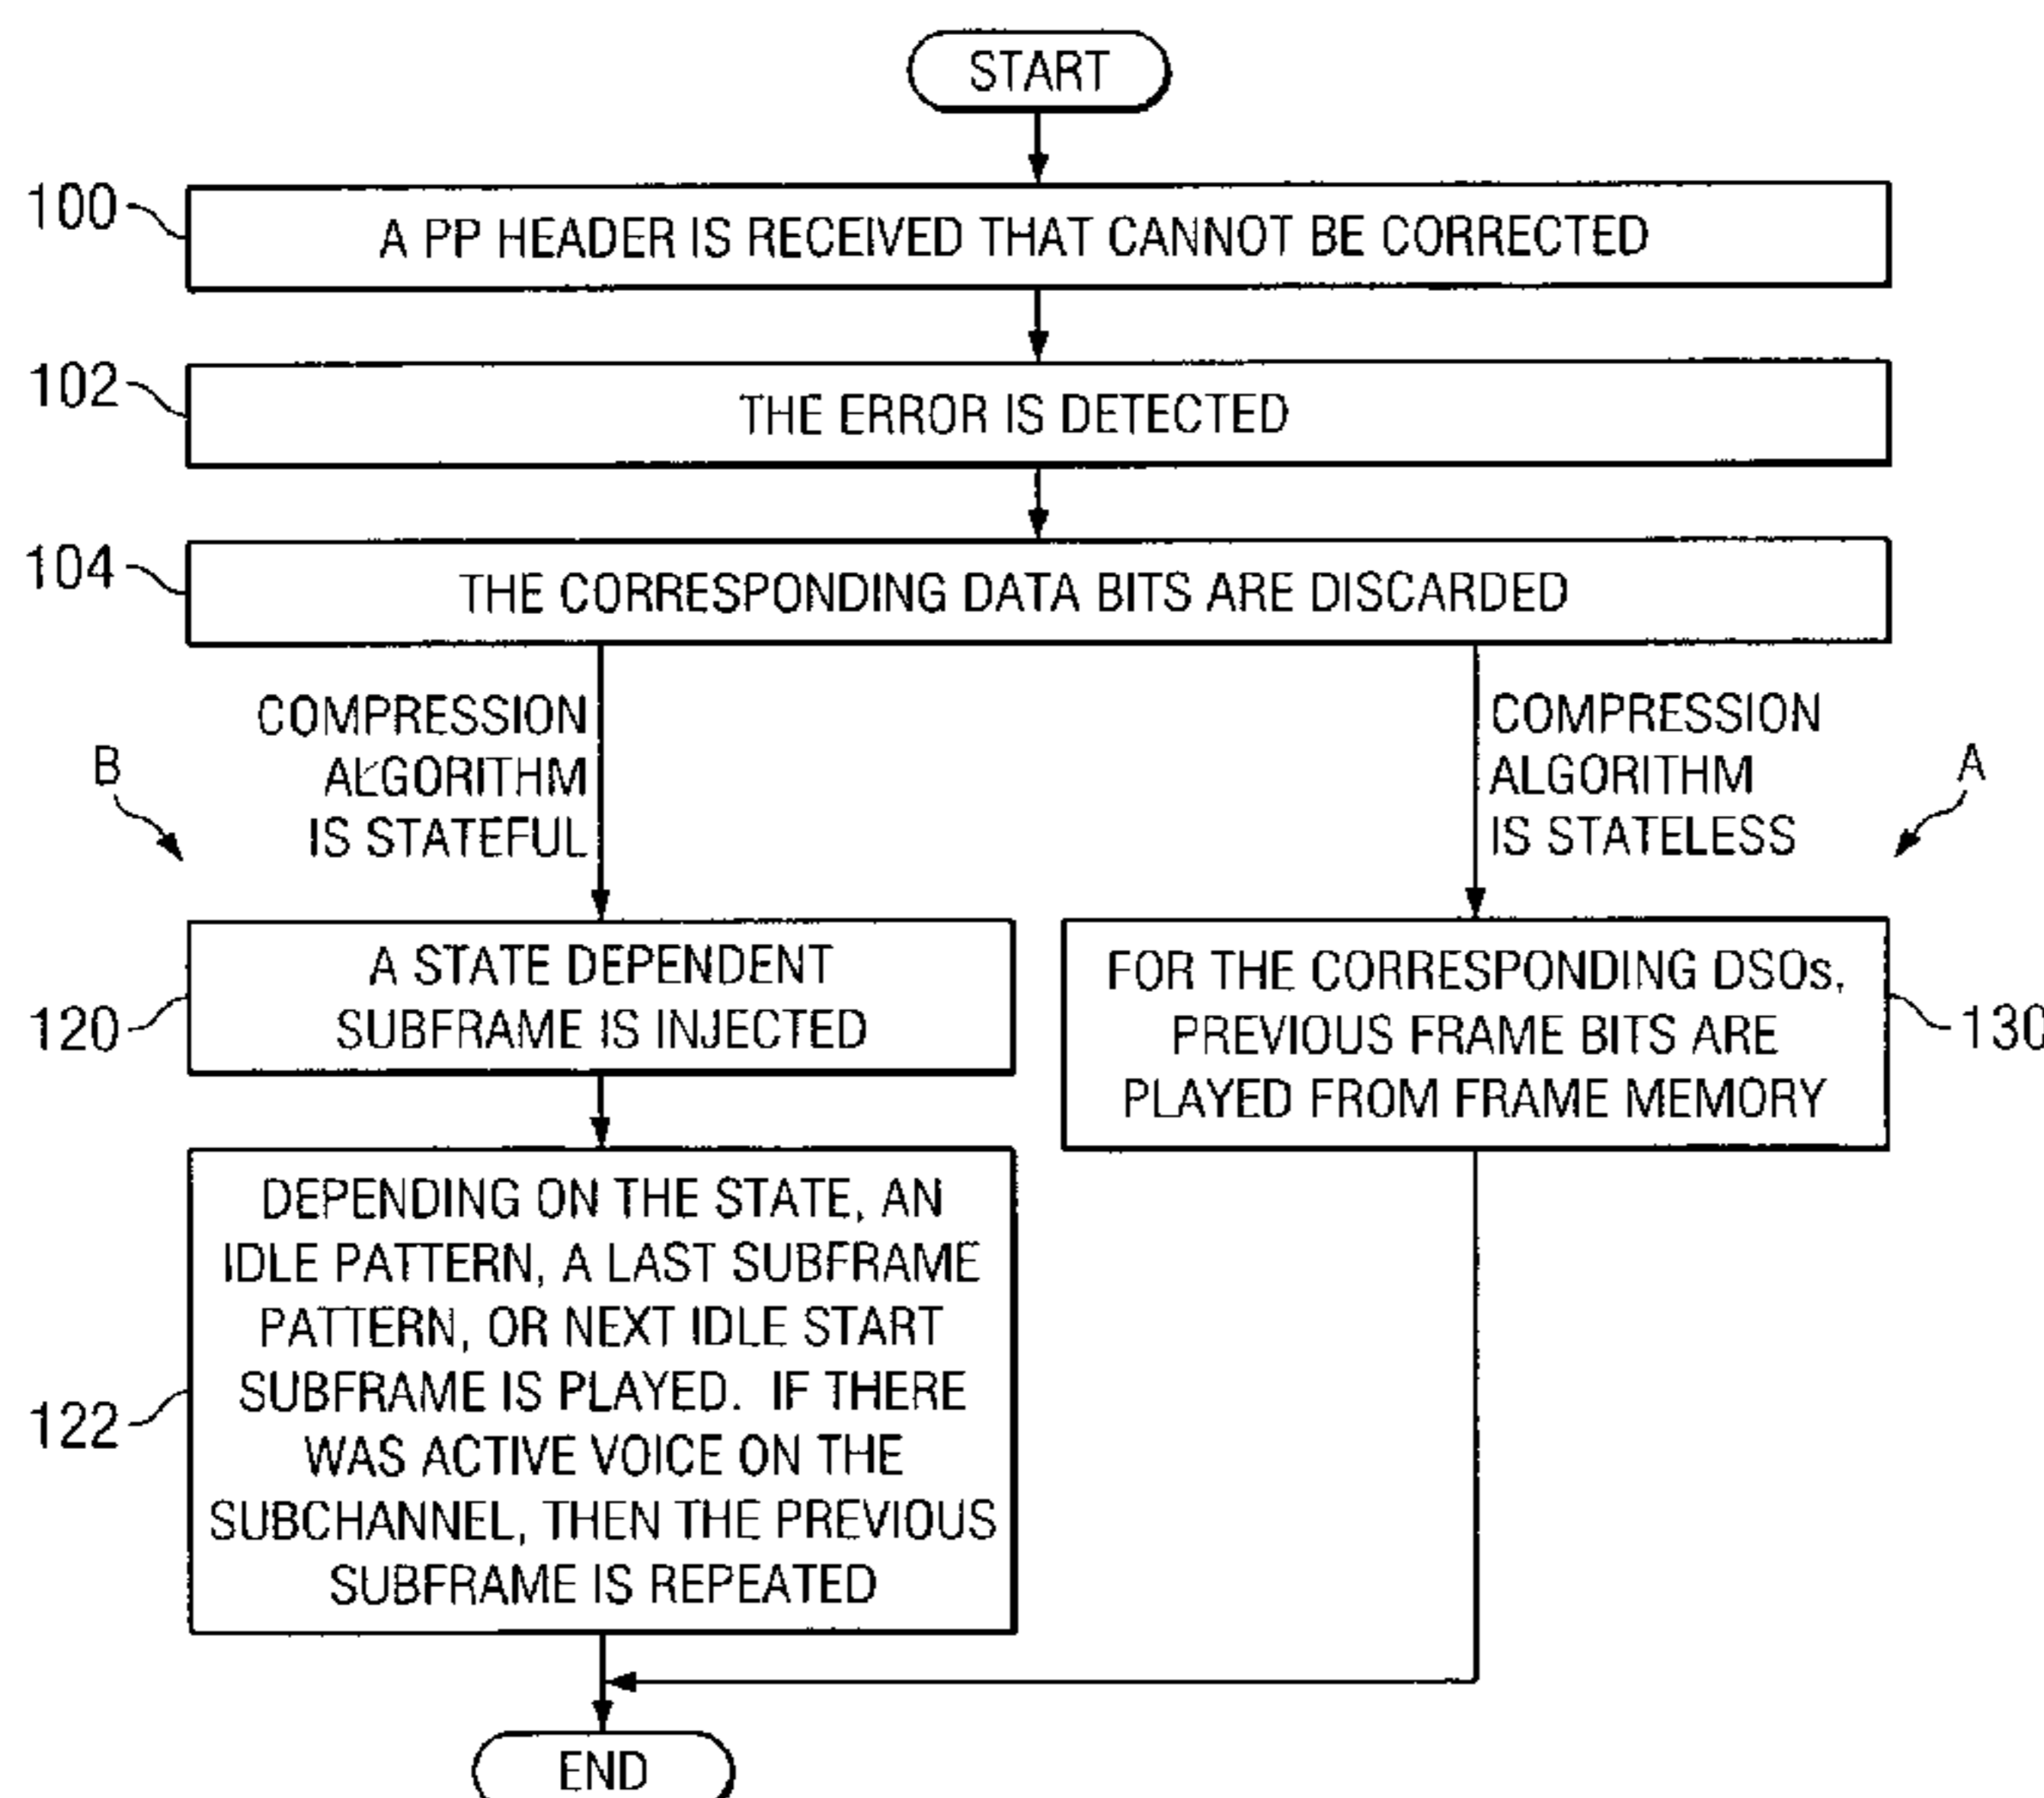 START
100
A PP HEADER IS RECEIVED THAT CANNOT BE CORRECTED
102
THE ERROR IS DETECTED
104
THE CORRESPONDING DATA BITS ARE DISCARDED
B
COMPRESSION
ALGORITHM
IS STATEFUL
COMPRESSION
ALGORITHM
IS STATELESS
A
120
A STATE DEPENDENT
SUBFRAME IS INJECTED
FOR THE CORRESPONDING DSOs,
PREVIOUS FRAME BITS ARE
PLAYED FROM FRAME MEMORY
130
122
DEPENDING ON THE STATE, AN
IDLE PATTERN, A LAST SUBFRAME
PATTERN, OR NEXT IDLE START
SUBFRAME IS PLAYED. IF THERE
WAS ACTIVE VOICE ON THE
SUBCHANNEL, THEN THE PREVIOUS
SUBFRAME IS REPEATED
END